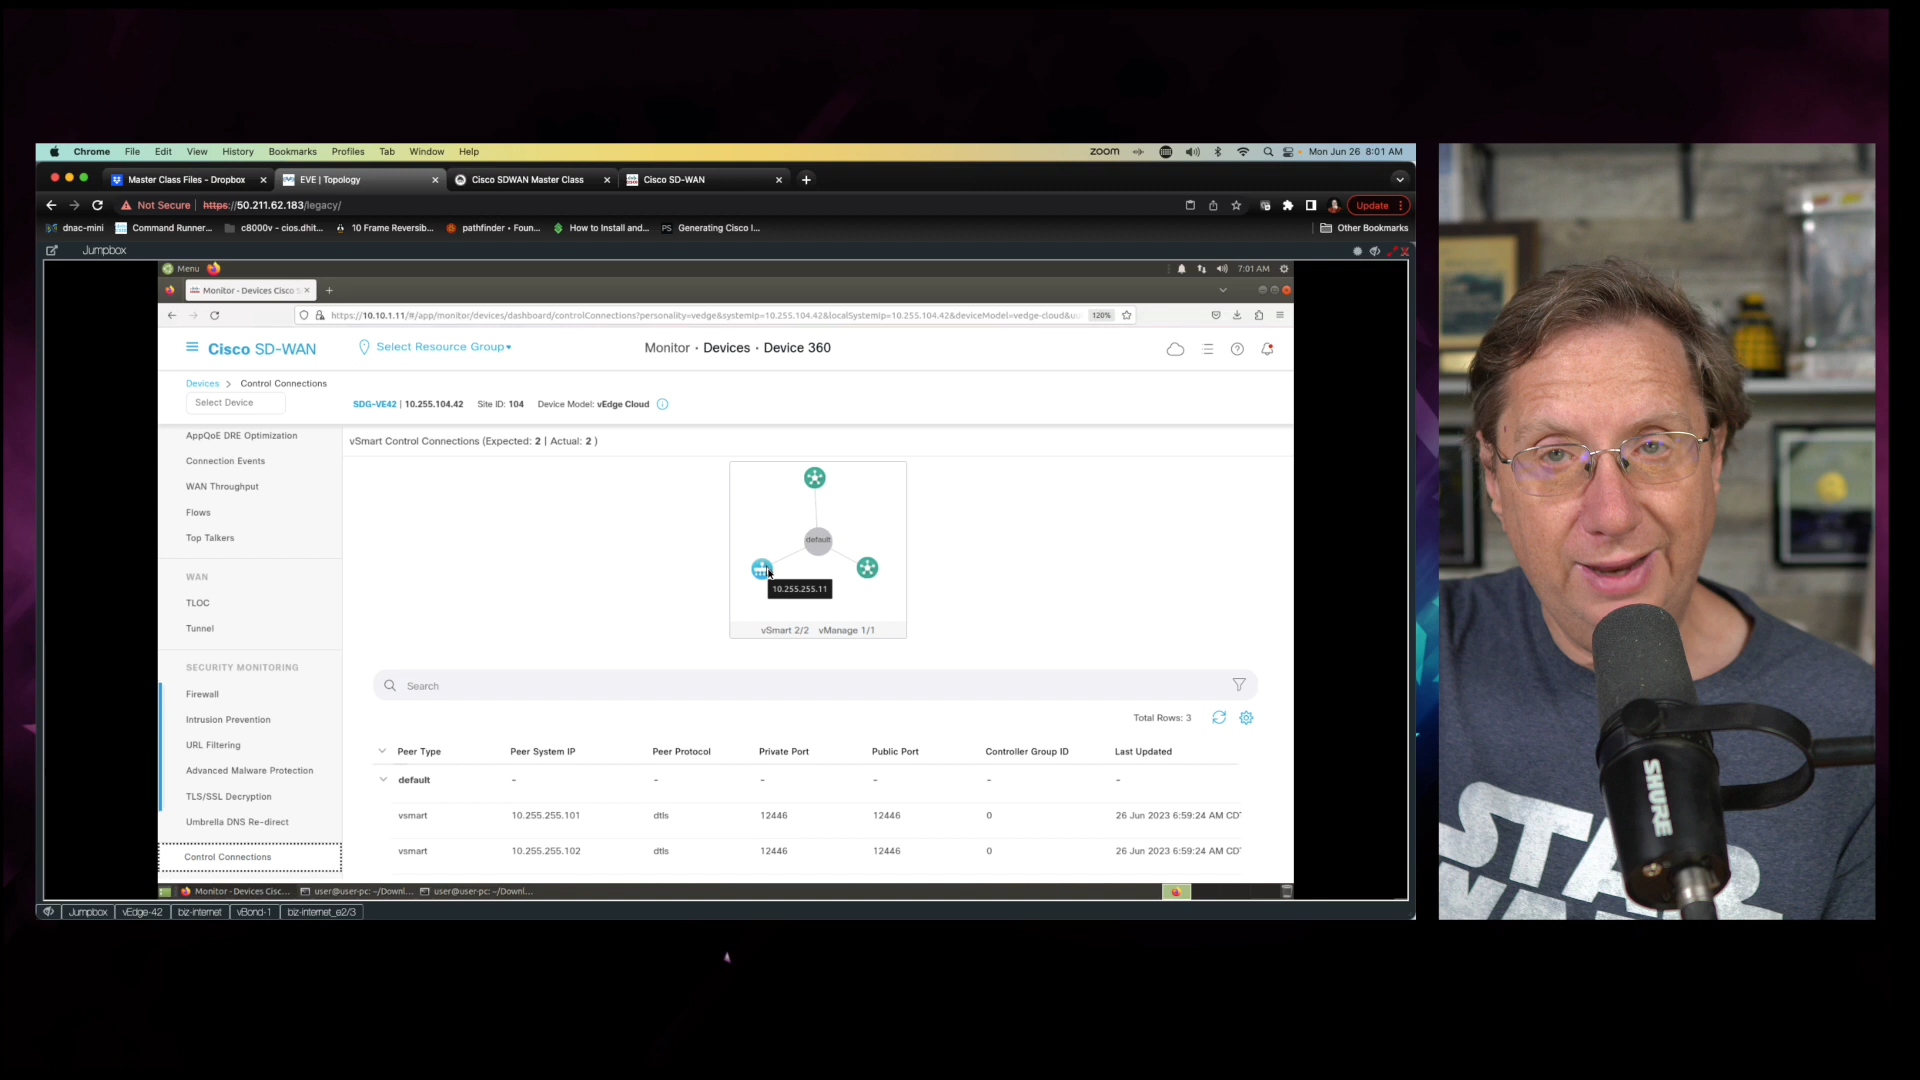 Chrome File Edit View History Bookmarks Profiles Tab Window Help zoom Mon Jun 26 8:01 AM
Master Class Files - Dropbox EVE | Topology Cisco SDWAN Master Class Cisco SD-WAN
Not Secure https://50.211.62.183/legacy/ Update
dnac-mini Command Runner... c8000v - cios.dhit... 10 Frame Reversib... pathfinder • Foun... How to Install and... PS Generating Cisco I... Other Bookmarks
Jumpbox
Menu 7:01 AM
Monitor - Devices Cisco S
https://10.10.1.11/#/app/monitor/devices/dashboard/controlConnections?personality=vedge&systemIp=10.255.104.42&localSystemIp=10.255.104.42&deviceModel=vedge-cloud&u 120%
Cisco SD-WAN Select Resource Group Monitor · Devices · Device 360
Devices > Control Connections
Select Device SDG-VE42 | 10.255.104.42 Site ID: 104 Device Model: vEdge Cloud
AppQoE DRE Optimization
Connection Events
WAN Throughput
Flows
Top Talkers
WAN
TLOC
Tunnel
SECURITY MONITORING
Firewall
Intrusion Prevention
URL Filtering
Advanced Malware Protection
TLS/SSL Decryption
Umbrella DNS Re-direct
Control Connections
vSmart Control Connections (Expected: 2 | Actual: 2 )
default
10.255.255.11
vSmart 2/2 vManage 1/1
Search
Total Rows: 3
Peer Type Peer System IP Peer Protocol Private Port Public Port Controller Group ID Last Updated
default - - - - - -
vsmart 10.255.255.101 dtls 12446 12446 0 26 Jun 2023 6:59:24 AM CD
vsmart 10.255.255.102 dtls 12446 12446 0 26 Jun 2023 6:59:24 AM CD
Monitor - Devices Cisc... user@user-pc: ~/Downl... user@user-pc: ~/Downl...
Jumpbox vEdge-42 biz-internet vBond-1 biz-internet_e2/3
SHURE
STAR
WA